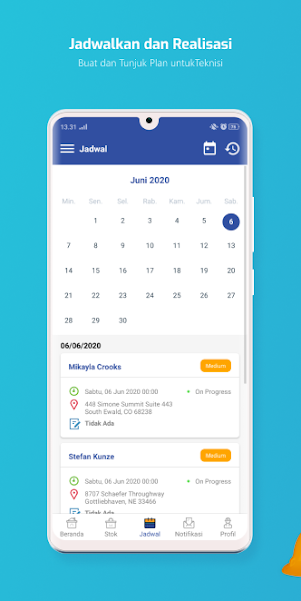 Jadwalkan dan Realisasi
Buat dan Tunjuk Plan untukTeknisi
13.31
Jadwal
Juni 2020
Min. Sen. Sel. Rab. Kam. Jum. Sab.
1 2 3 4 5 6
7 8 9 10 11 12 13
14 15 16 17 18 19 20
21 22 23 24 25 26 27
28 29 30
06/06/2020
Mikayla Crooks Medium
Sabtu, 06 Jun 2020 00:00 • On Progress
448 Simone Summit Suite 443
South Ewald, CO 68238
Tidak Ada
Stefan Kunze Medium
Sabtu, 06 Jun 2020 00:00 • On Progress
8707 Schaefer Throughway
Gottliebhaven, NE 33466
Tidak Ada
Beranda Stok Jadwal Notifikasi Profil